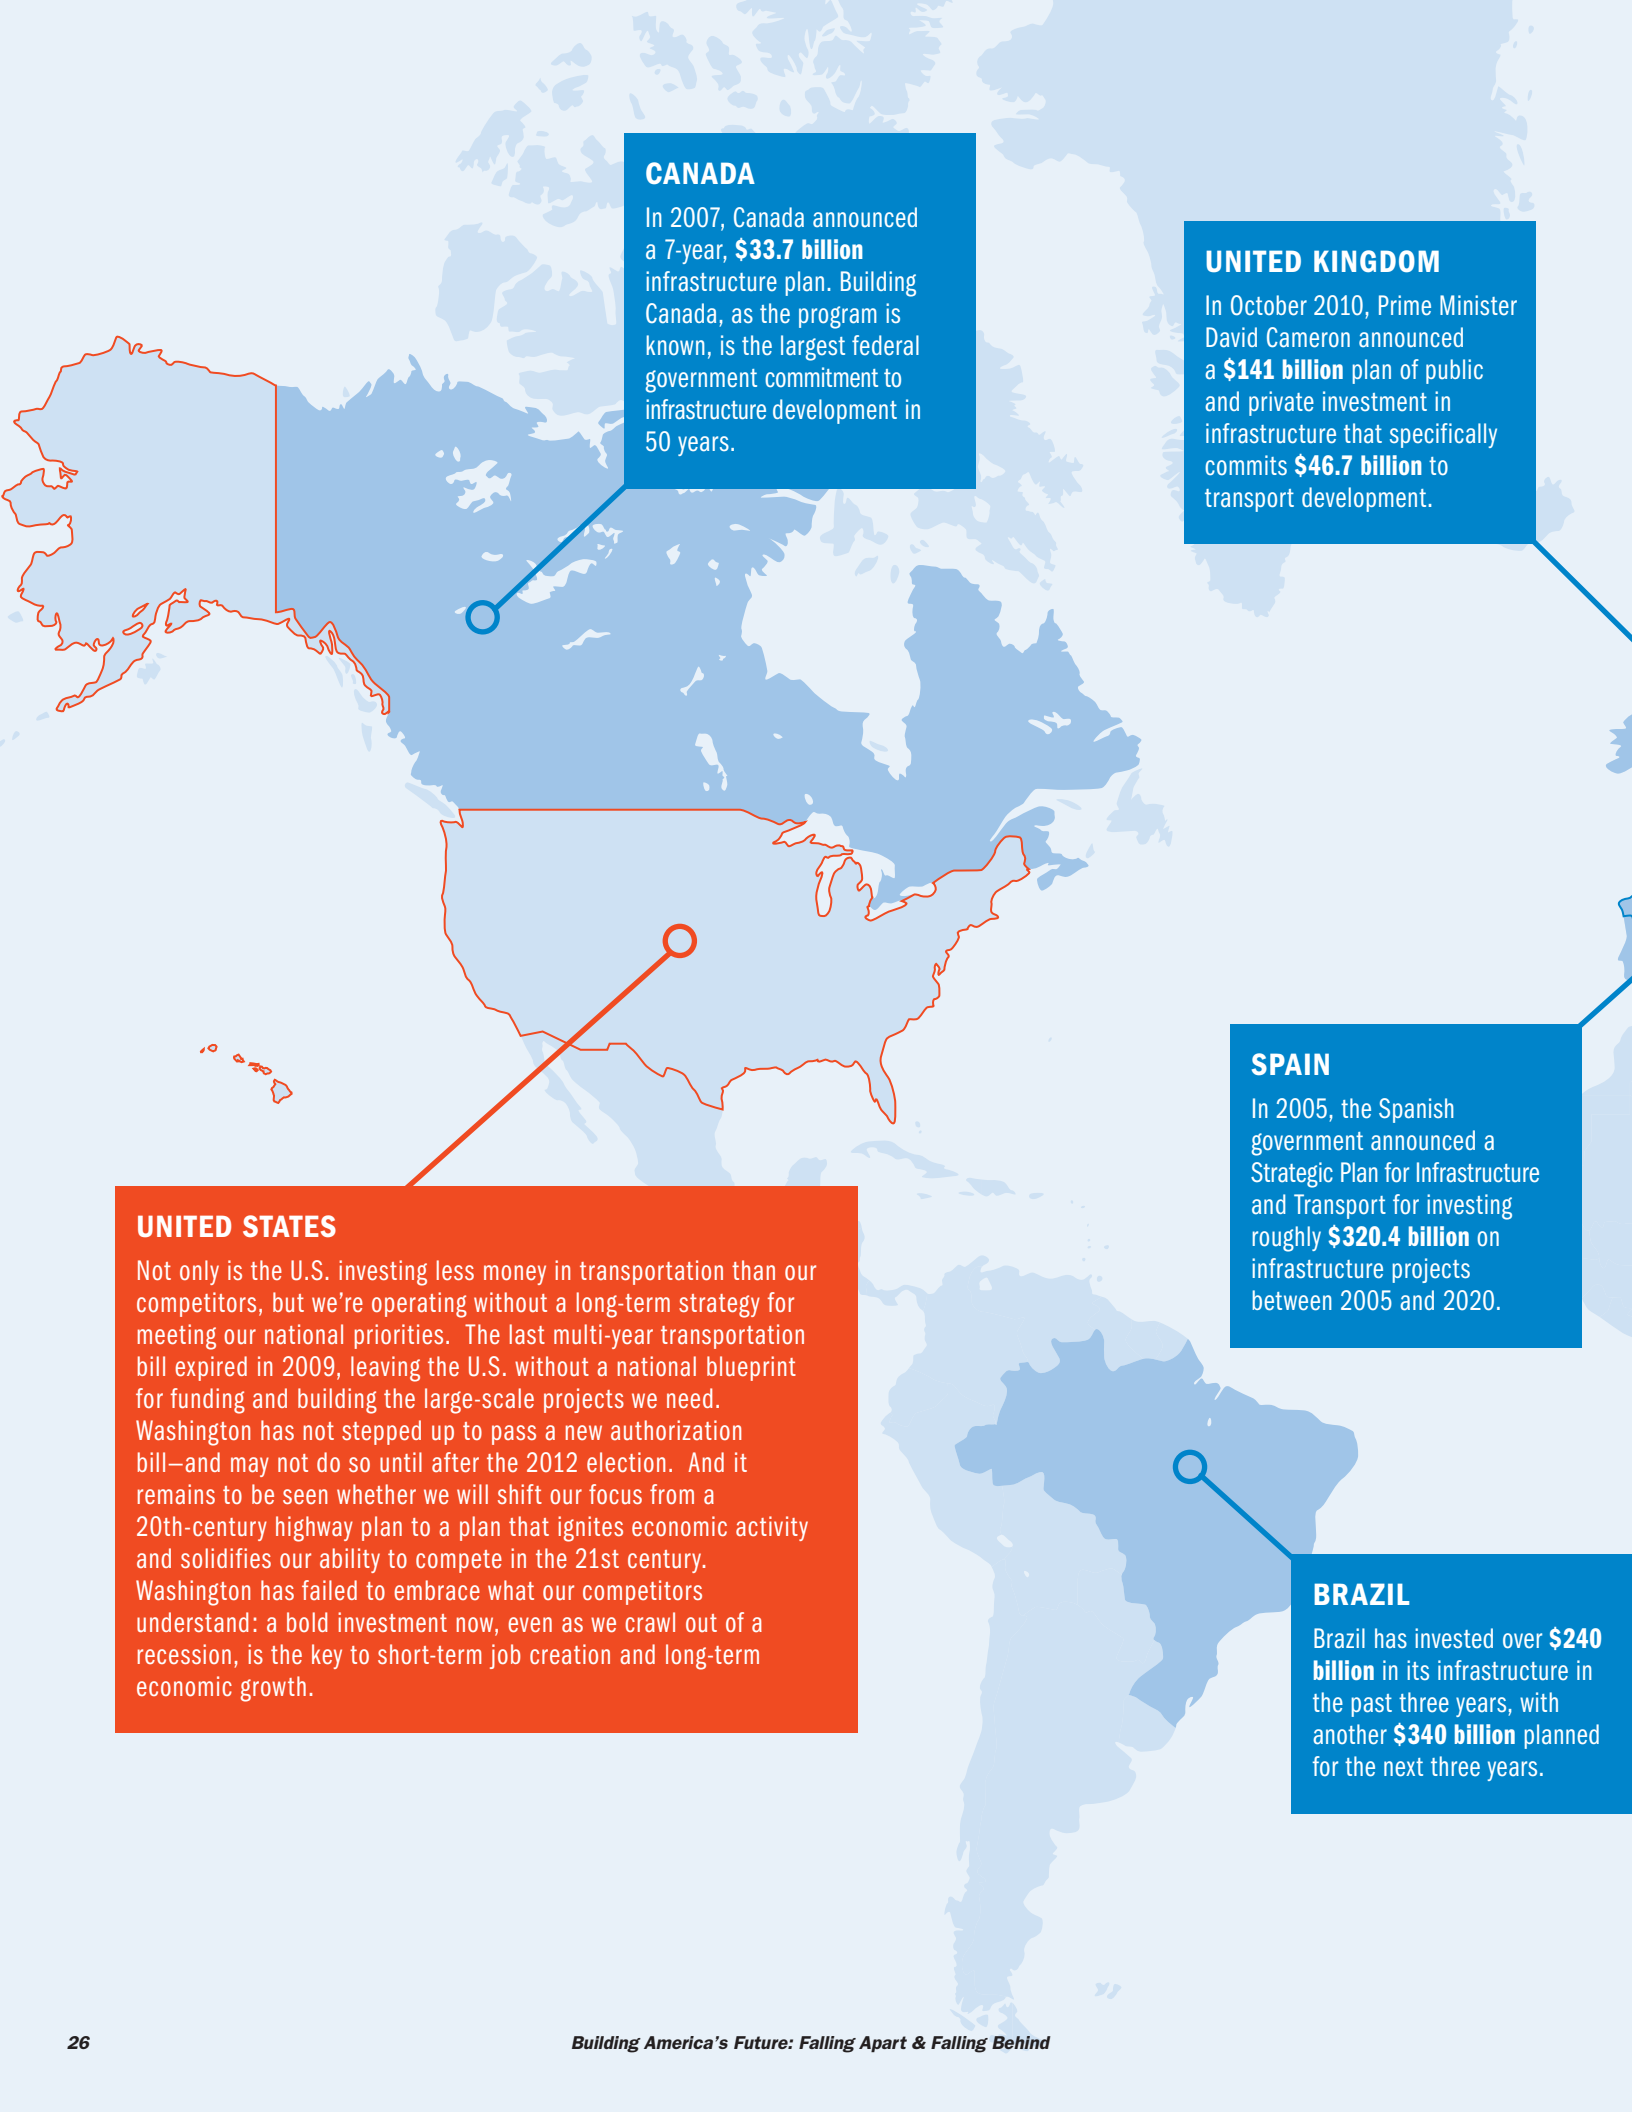 CANADA
In 2007, Canada announced
a 7-year, $33.7 billion
infrastructure plan. Building
Canada, as the program is
known, is the largest federal
government commitment to
infrastructure development in
50 years.
UNITED KINGDOM
In October 2010, Prime Minister
David Cameron announced
a $141 billion plan of public
and private investment in
infrastructure that specifically
commits $46.7 billion to
transport development.
SPAIN
In 2005, the Spanish
government announced a
Strategic Plan for Infrastructure
and Transport for investing
roughly $320.4 billion on
infrastructure projects
between 2005 and 2020.
UNITED STATES
Not only is the U.S. investing less money in transportation than our
competitors, but we’re operating without a long-term strategy for
meeting our national priorities.  The last multi-year transportation
bill expired in 2009, leaving the U.S. without a national blueprint
for funding and building the large-scale projects we need.
Washington has not stepped up to pass a new authorization
bill—and may not do so until after the 2012 election.  And it
remains to be seen whether we will shift our focus from a
20th-century highway plan to a plan that ignites economic activity
and solidifies our ability to compete in the 21st century.
Washington has failed to embrace what our competitors
understand: a bold investment now, even as we crawl out of a
recession, is the key to short-term job creation and long-term
economic growth.
BRAZIL
Brazil has invested over $240
billion in its infrastructure in
the past three years, with
another $340 billion planned
for the next three years.
26
Building America’s Future: Falling Apart & Falling Behind